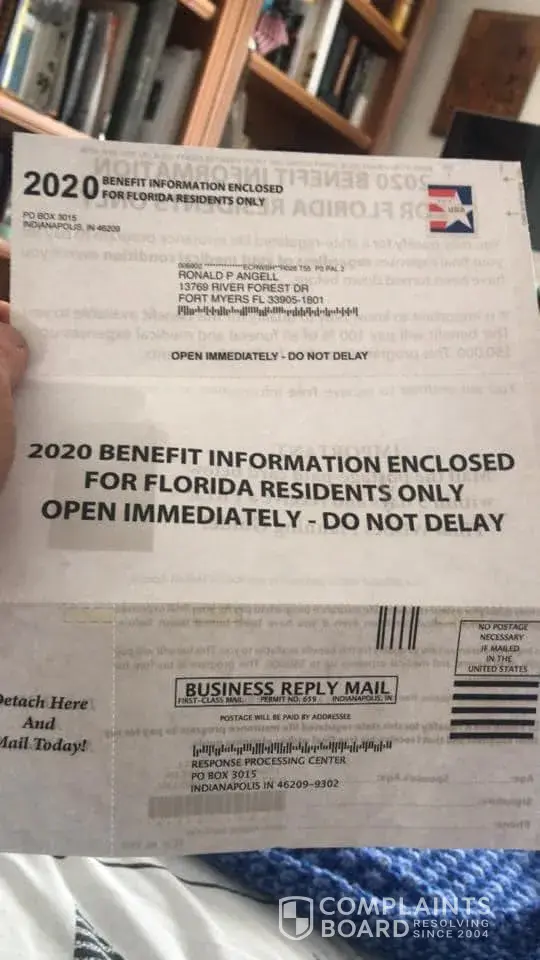 2020 BENEFIT INFORMATION ENCLOSED
FOR FLORIDA RESIDENTS ONLY
PO BOX 3015
INDIANAPOLIS, IN 46209
USA
RONALD P ANGELL
13769 RIVER FOREST DR
FORT MYERS FL 33905-1801
OPEN IMMEDIATELY - DO NOT DELAY
2020 BENEFIT INFORMATION ENCLOSED
FOR FLORIDA RESIDENTS ONLY
OPEN IMMEDIATELY - DO NOT DELAY
NO POSTAGE
NECESSARY
IF MAILED
IN THE
UNITED STATES
Detach Here
And
Mail Today!
BUSINESS REPLY MAIL
FIRST-CLASS MAIL PERMIT NO. 659 INDIANAPOLIS, IN
POSTAGE WILL BE PAID BY ADDRESSEE
RESPONSE PROCESSING CENTER
PO BOX 3015
INDIANAPOLIS IN 46209-9302
COMPLAINTS
BOARD RESOLVING
SINCE 2004